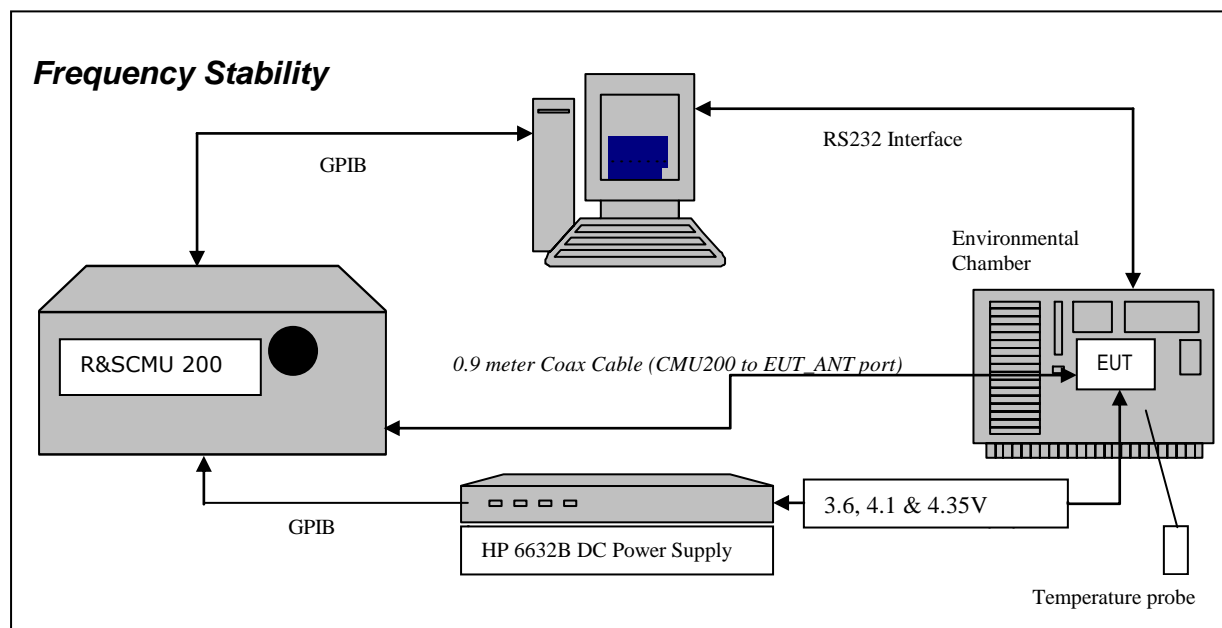 Frequency Stability
GPIB
RS232 Interface
Environmental
Chamber
R&SCMU 200
0.9 meter Coax Cable (CMU200 to EUT_ANT port)
EUT
GPIB
3.6, 4.1 & 4.35V
HP 6632B DC Power Supply
Temperature probe